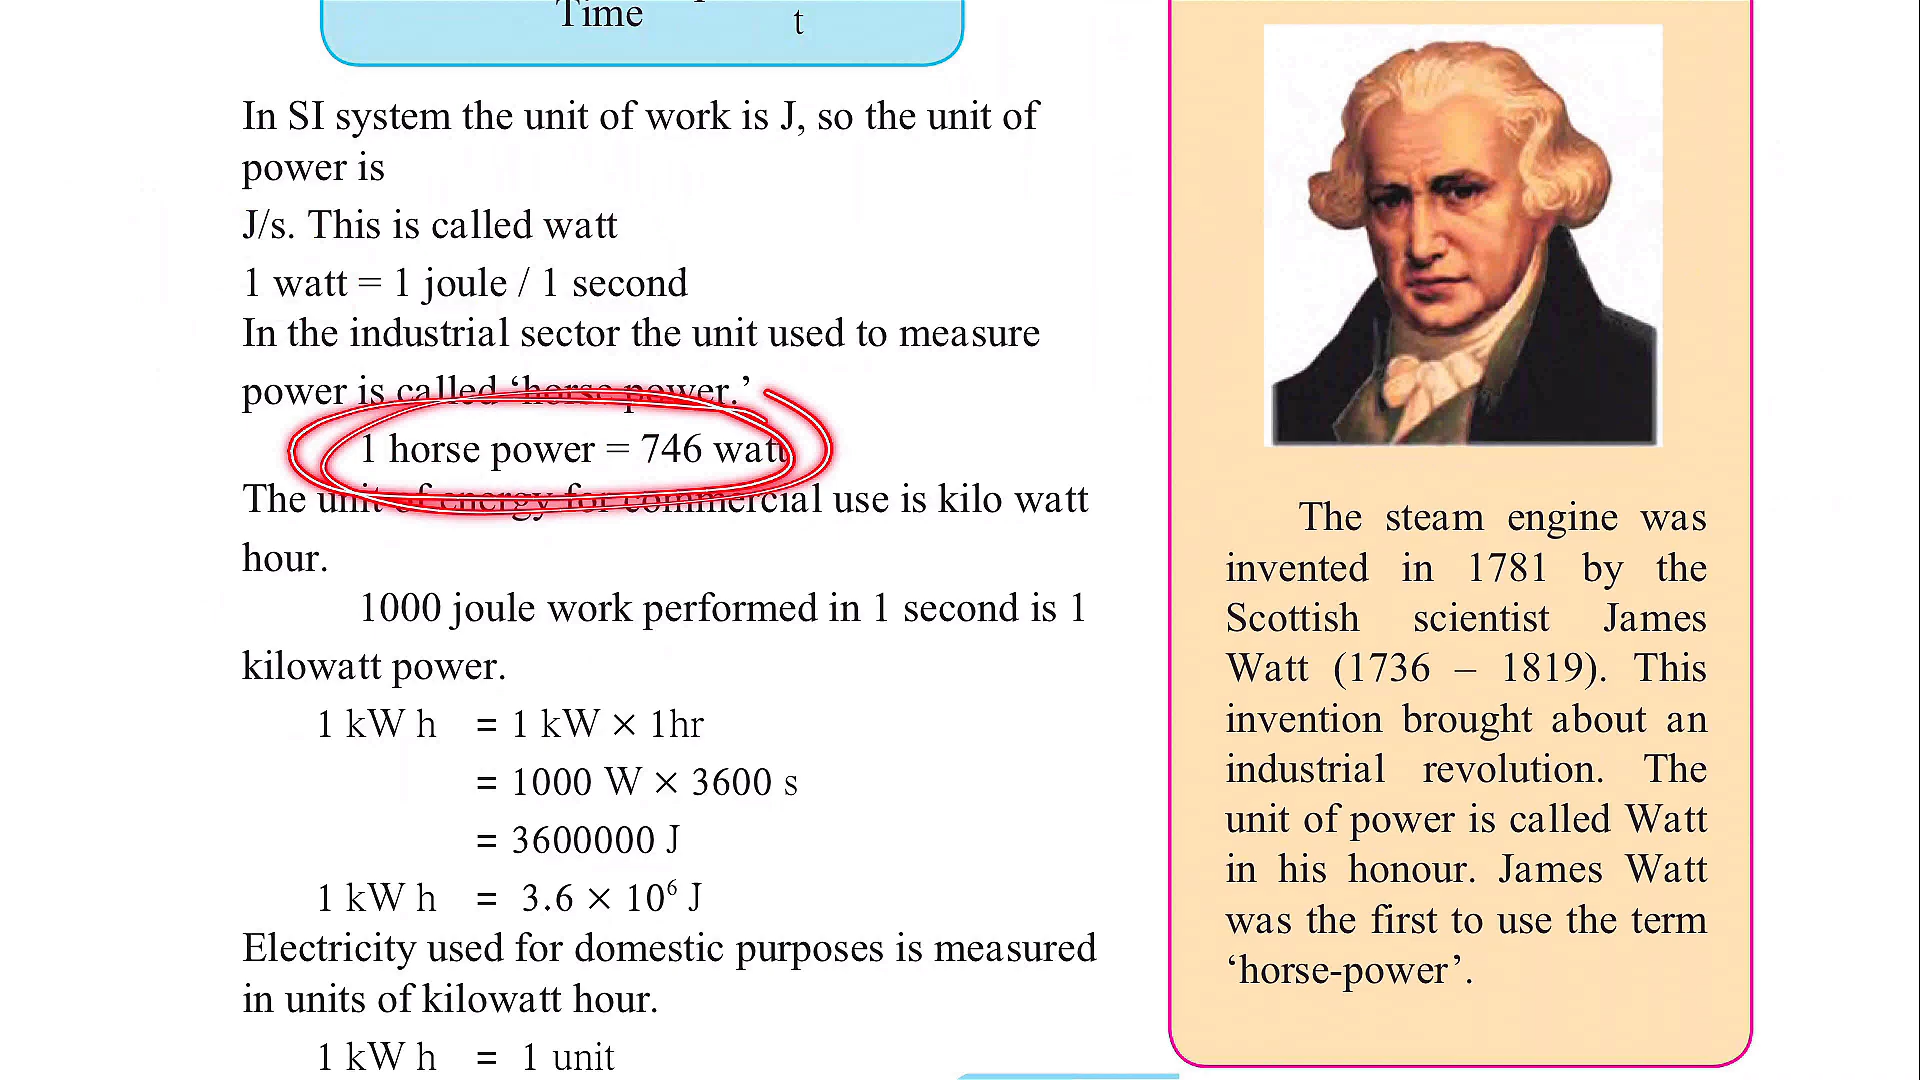 Time
t
In SI system the unit of work is J, so the unit of
power is
J/s. This is called watt
1 watt = 1 joule / 1 second
In the industrial sector the unit used to measure
power is called ‘horse power.’
1 horse power = 746 watt
The unit of energy for commercial use is kilo watt
hour.
1000 joule work performed in 1 second is 1
kilowatt power.
1 kW h = 1 kW × 1hr
= 1000 W × 3600 s
= 3600000 J
1 kW h = 3.6 × 10⁶ J
Electricity used for domestic purposes is measured
in units of kilowatt hour.
1 kW h = 1 unit
The steam engine was
invented in 1781 by the
Scottish scientist James
Watt (1736 – 1819). This
invention brought about an
industrial revolution. The
unit of power is called Watt
in his honour. James Watt
was the first to use the term
‘horse-power’.